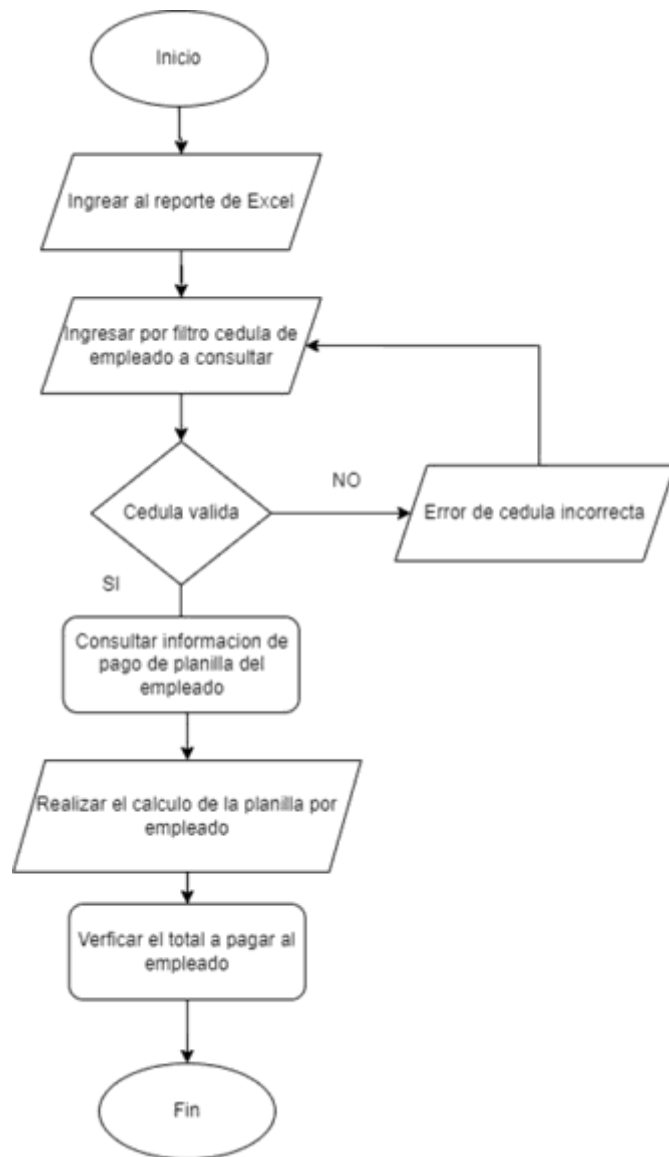 Inicio
Ingrear al reporte de Excel
Ingresar por filtro cedula de
empleado a consultar
Cedula valida
NO
Error de cedula incorrecta
SI
Consultar informacion de
pago de planilla del
empleado
Realizar el calculo de la planilla por
empleado
Verficar el total a pagar al
empleado
Fin